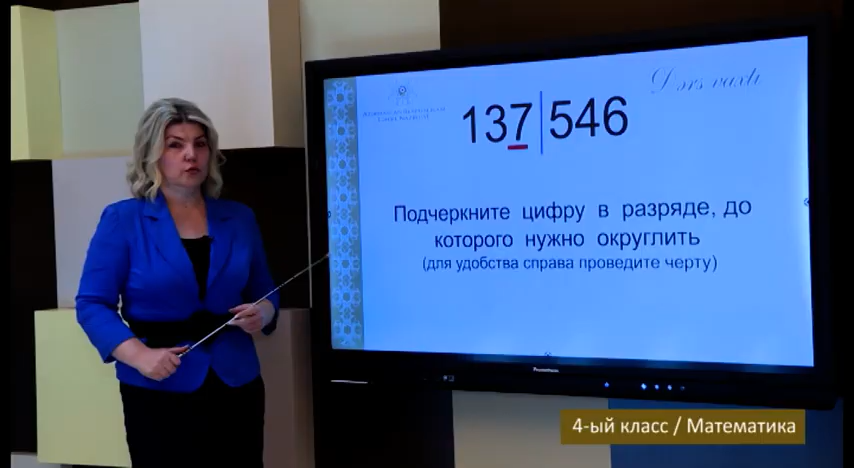 Dərs vaxtı
137 546
Подчеркните цифру в разряде, до
которого нужно округлить
(для удобства справа проведите черту)
4-ый класс / Математика